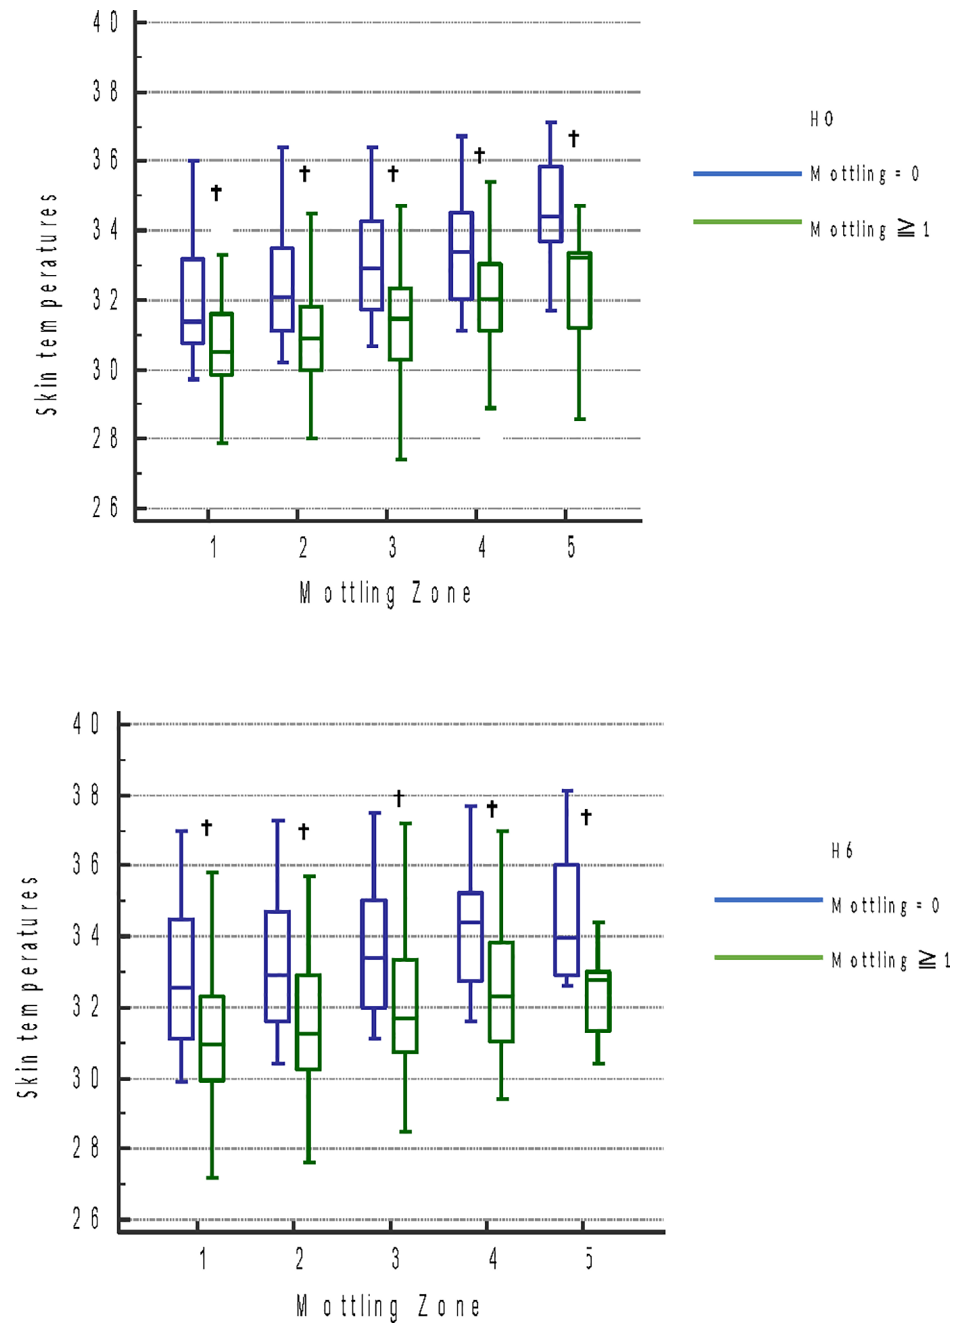 40
38
36
34
32
30
28
26
Skin temperatures
† † † † †
1 2 3 4 5
Mottling Zone
H0
Mottling = 0
Mottling ≧ 1
40
38
36
34
32
30
28
26
Skin temperatures
† † † † †
1 2 3 4 5
Mottling Zone
H6
Mottling = 0
Mottling ≧ 1